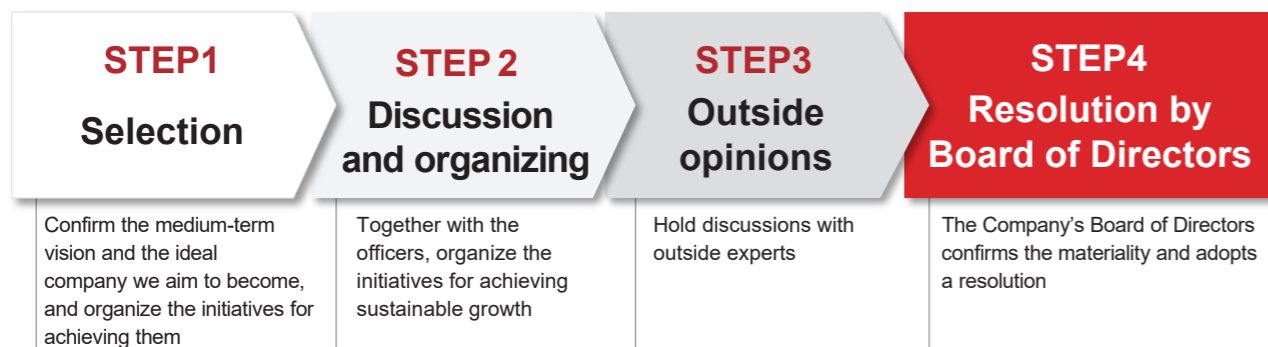 STEP1
Selection
Confirm the medium-term
vision and the ideal
company we aim to become,
and organize the initiatives for
achieving them
STEP 2
Discussion
and organizing
Together with the
officers, organize the
initiatives for achieving
sustainable growth
STEP3
Outside
opinions
Hold discussions with
outside experts
STEP4
Resolution by
Board of Directors
The Company’s Board of Directors
confirms the materiality and adopts
a resolution